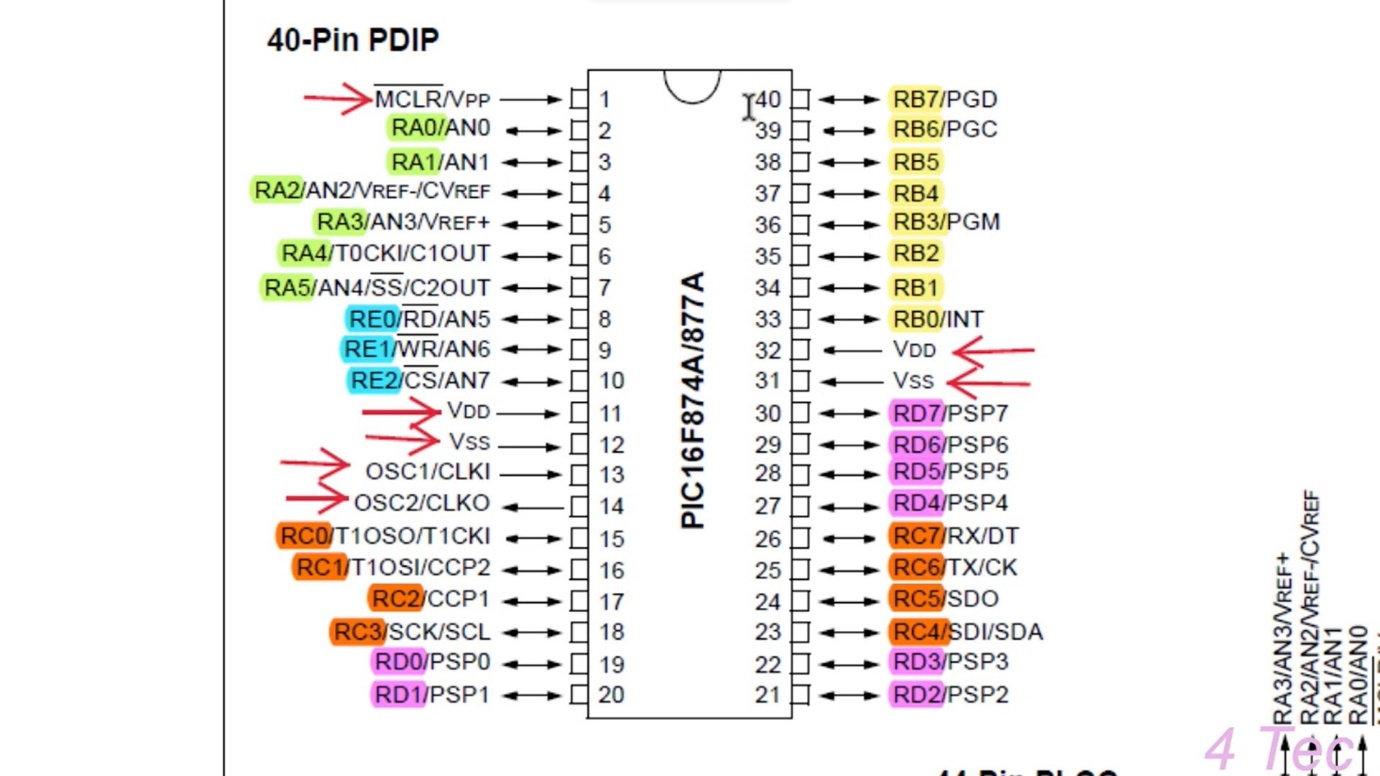 40-Pin PDIP
MCLR/VPP 1 40 RB7/PGD
RA0/AN0 2 39 RB6/PGC
RA1/AN1 3 38 RB5
RA2/AN2/VREF-/CVREF 4 37 RB4
RA3/AN3/VREF+ 5 36 RB3/PGM
RA4/T0CKI/C1OUT 6 35 RB2
RA5/AN4/SS/C2OUT 7 34 RB1
RE0/RD/AN5 8 33 RB0/INT
RE1/WR/AN6 9 32 VDD
RE2/CS/AN7 10 31 VSS
VDD 11 30 RD7/PSP7
VSS 12 29 RD6/PSP6
OSC1/CLKI 13 28 RD5/PSP5
OSC2/CLKO 14 27 RD4/PSP4
RC0/T1OSO/T1CKI 15 26 RC7/RX/DT
RC1/T1OSI/CCP2 16 25 RC6/TX/CK
RC2/CCP1 17 24 RC5/SDO
RC3/SCK/SCL 18 23 RC4/SDI/SDA
RD0/PSP0 19 22 RD3/PSP3
RD1/PSP1 20 21 RD2/PSP2
PIC16F874A/877A
RA3/AN3/VREF+
RA2/AN2/VREF-/CVREF
RA1/AN1
RA0/AN0
4 Tec